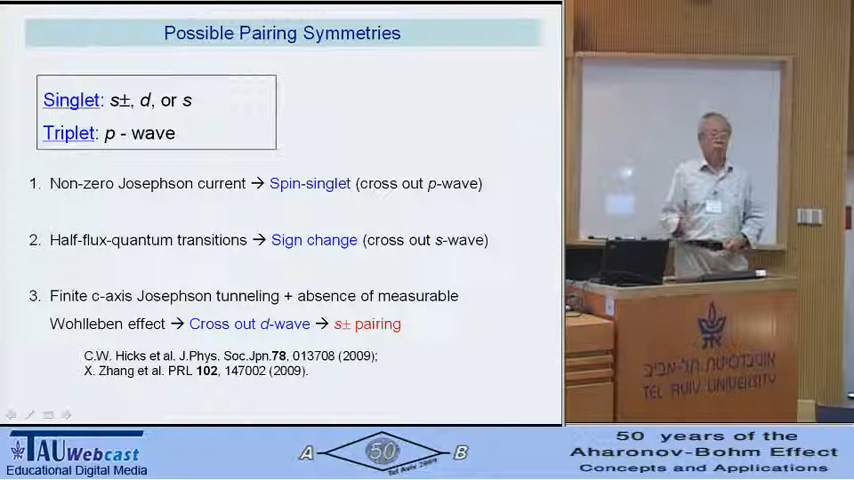 Possible Pairing Symmetries
Singlet: s±, d, or s
Triplet: p - wave
1. Non-zero Josephson current → Spin-singlet (cross out p-wave)
2. Half-flux-quantum transitions → Sign change (cross out s-wave)
3. Finite c-axis Josephson tunneling + absence of measurable
Wohlleben effect → Cross out d-wave → s± pairing
C.W. Hicks et al. J.Phys. Soc.Jpn.78, 013708 (2009);
X. Zhang et al. PRL 102, 147002 (2009).
אוניברסיטת תל-אביב
TEL AVIV UNIVERSITY
TAU Webcast
Educational Digital Media
A 50 B
Tel Aviv 2009
50 years of the
Aharonov-Bohm Effect
Concepts and Applications